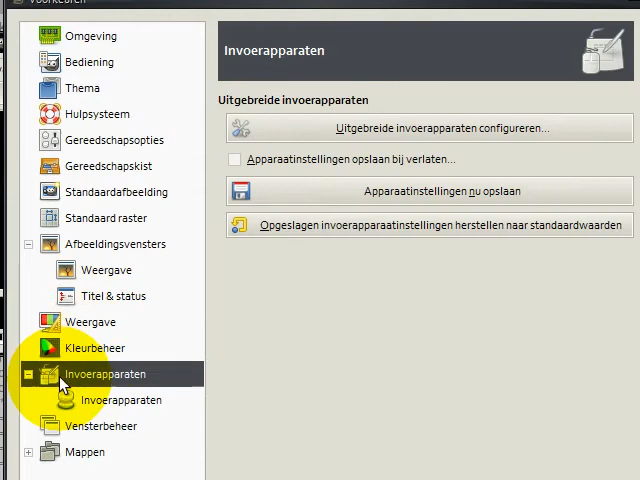 Voorkeuren
Omgeving
Bediening
Thema
Hulpsysteem
Gereedschapsopties
Gereedschapskist
Standaardafbeelding
Standaard raster
Afbeeldingsvensters
Weergave
Titel & status
Weergave
Kleurbeheer
Invoerapparaten
Invoerapparaten
Vensterbeheer
Mappen
Invoerapparaten
Uitgebreide invoerapparaten
Uitgebreide invoerapparaten configureren...
Apparaatinstellingen opslaan bij verlaten...
Apparaatinstellingen nu opslaan
Opgeslagen invoerapparaatinstellingen herstellen naar standaardwaarden